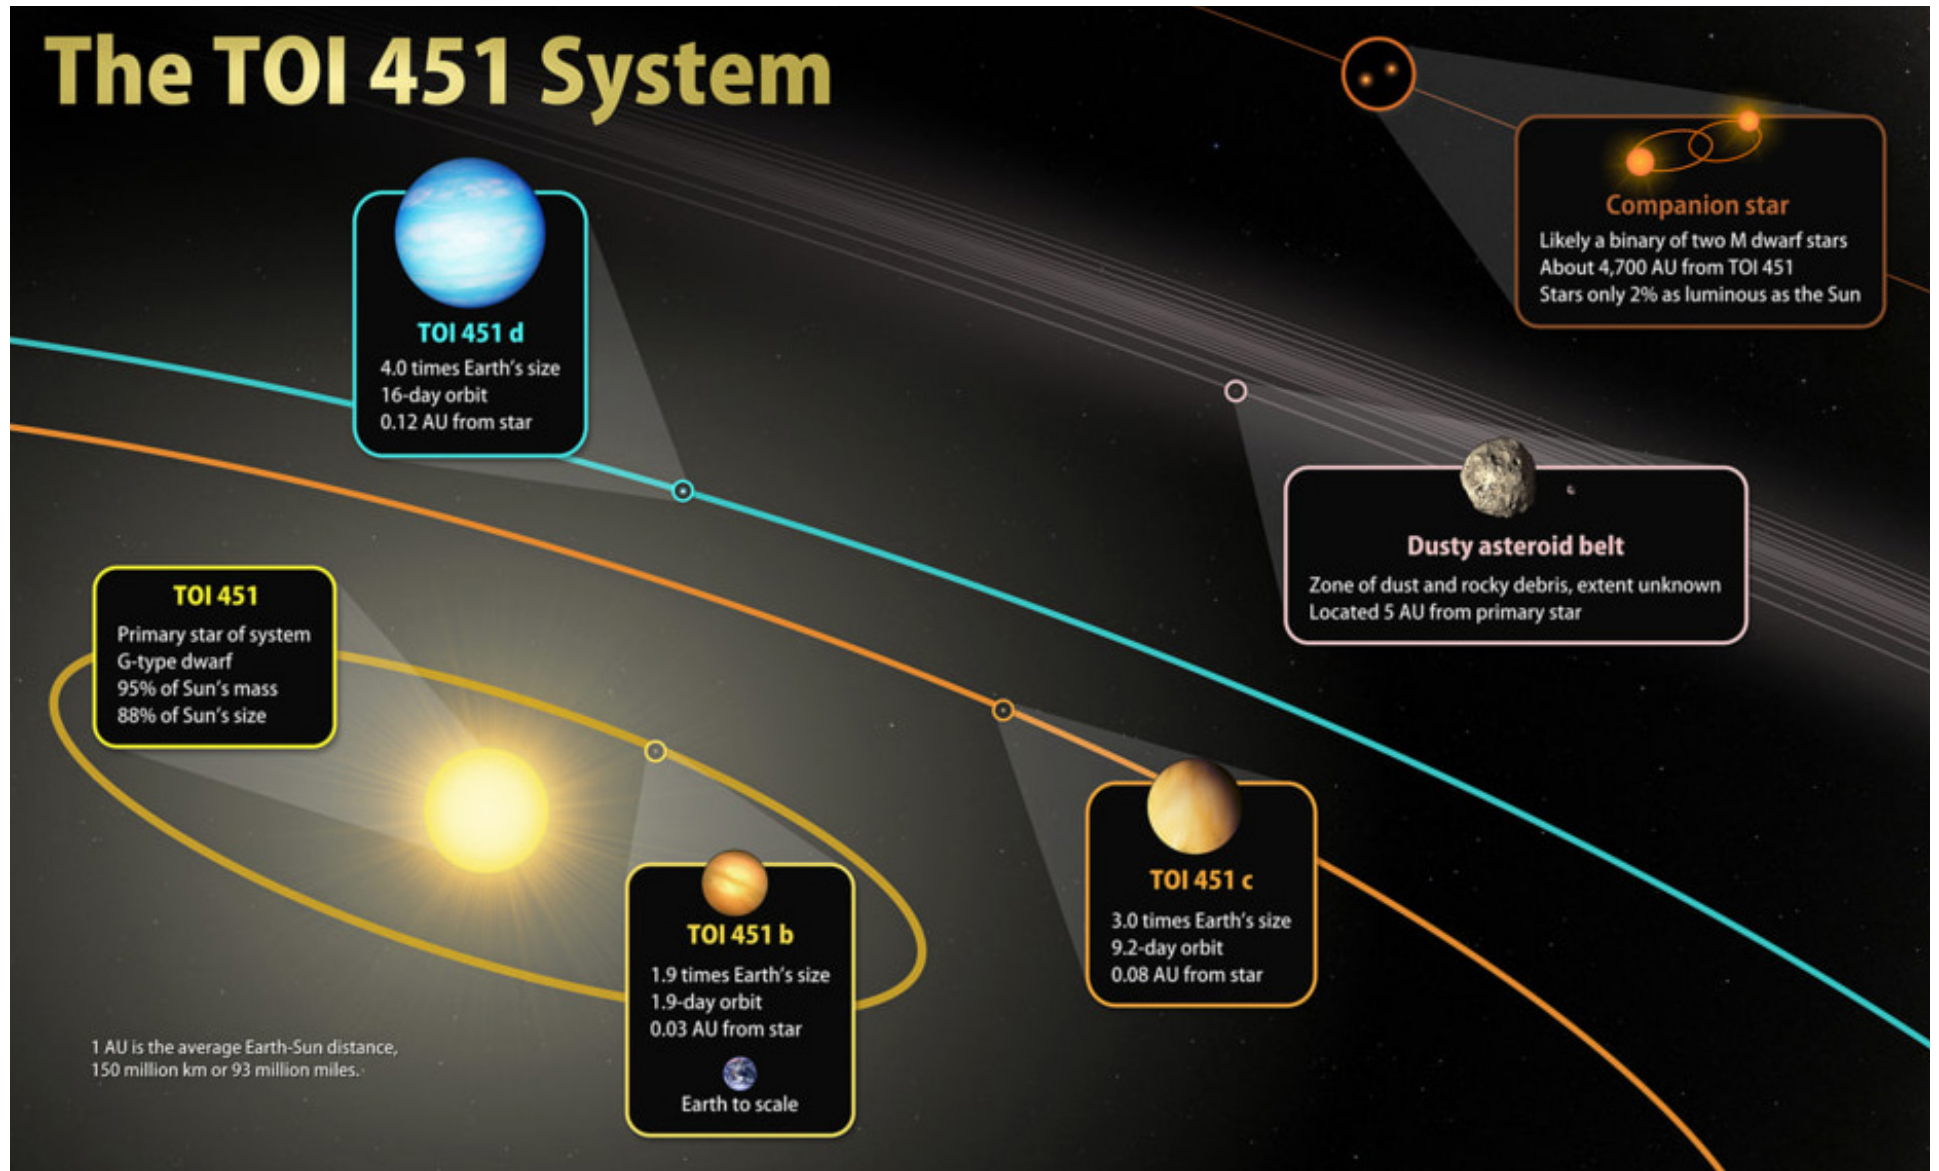 The TOI 451 System
Companion star
Likely a binary of two M dwarf stars
About 4,700 AU from TOI 451
Stars only 2% as luminous as the Sun
TOI 451 d
4.0 times Earth's size
16-day orbit
0.12 AU from star
Dusty asteroid belt
Zone of dust and rocky debris, extent unknown
Located 5 AU from primary star
TOI 451
Primary star of system
G-type dwarf
95% of Sun's mass
88% of Sun's size
TOI 451 c
3.0 times Earth's size
9.2-day orbit
0.08 AU from star
TOI 451 b
1.9 times Earth's size
1.9-day orbit
0.03 AU from star
Earth to scale
1 AU is the average Earth-Sun distance,
150 million km or 93 million miles.